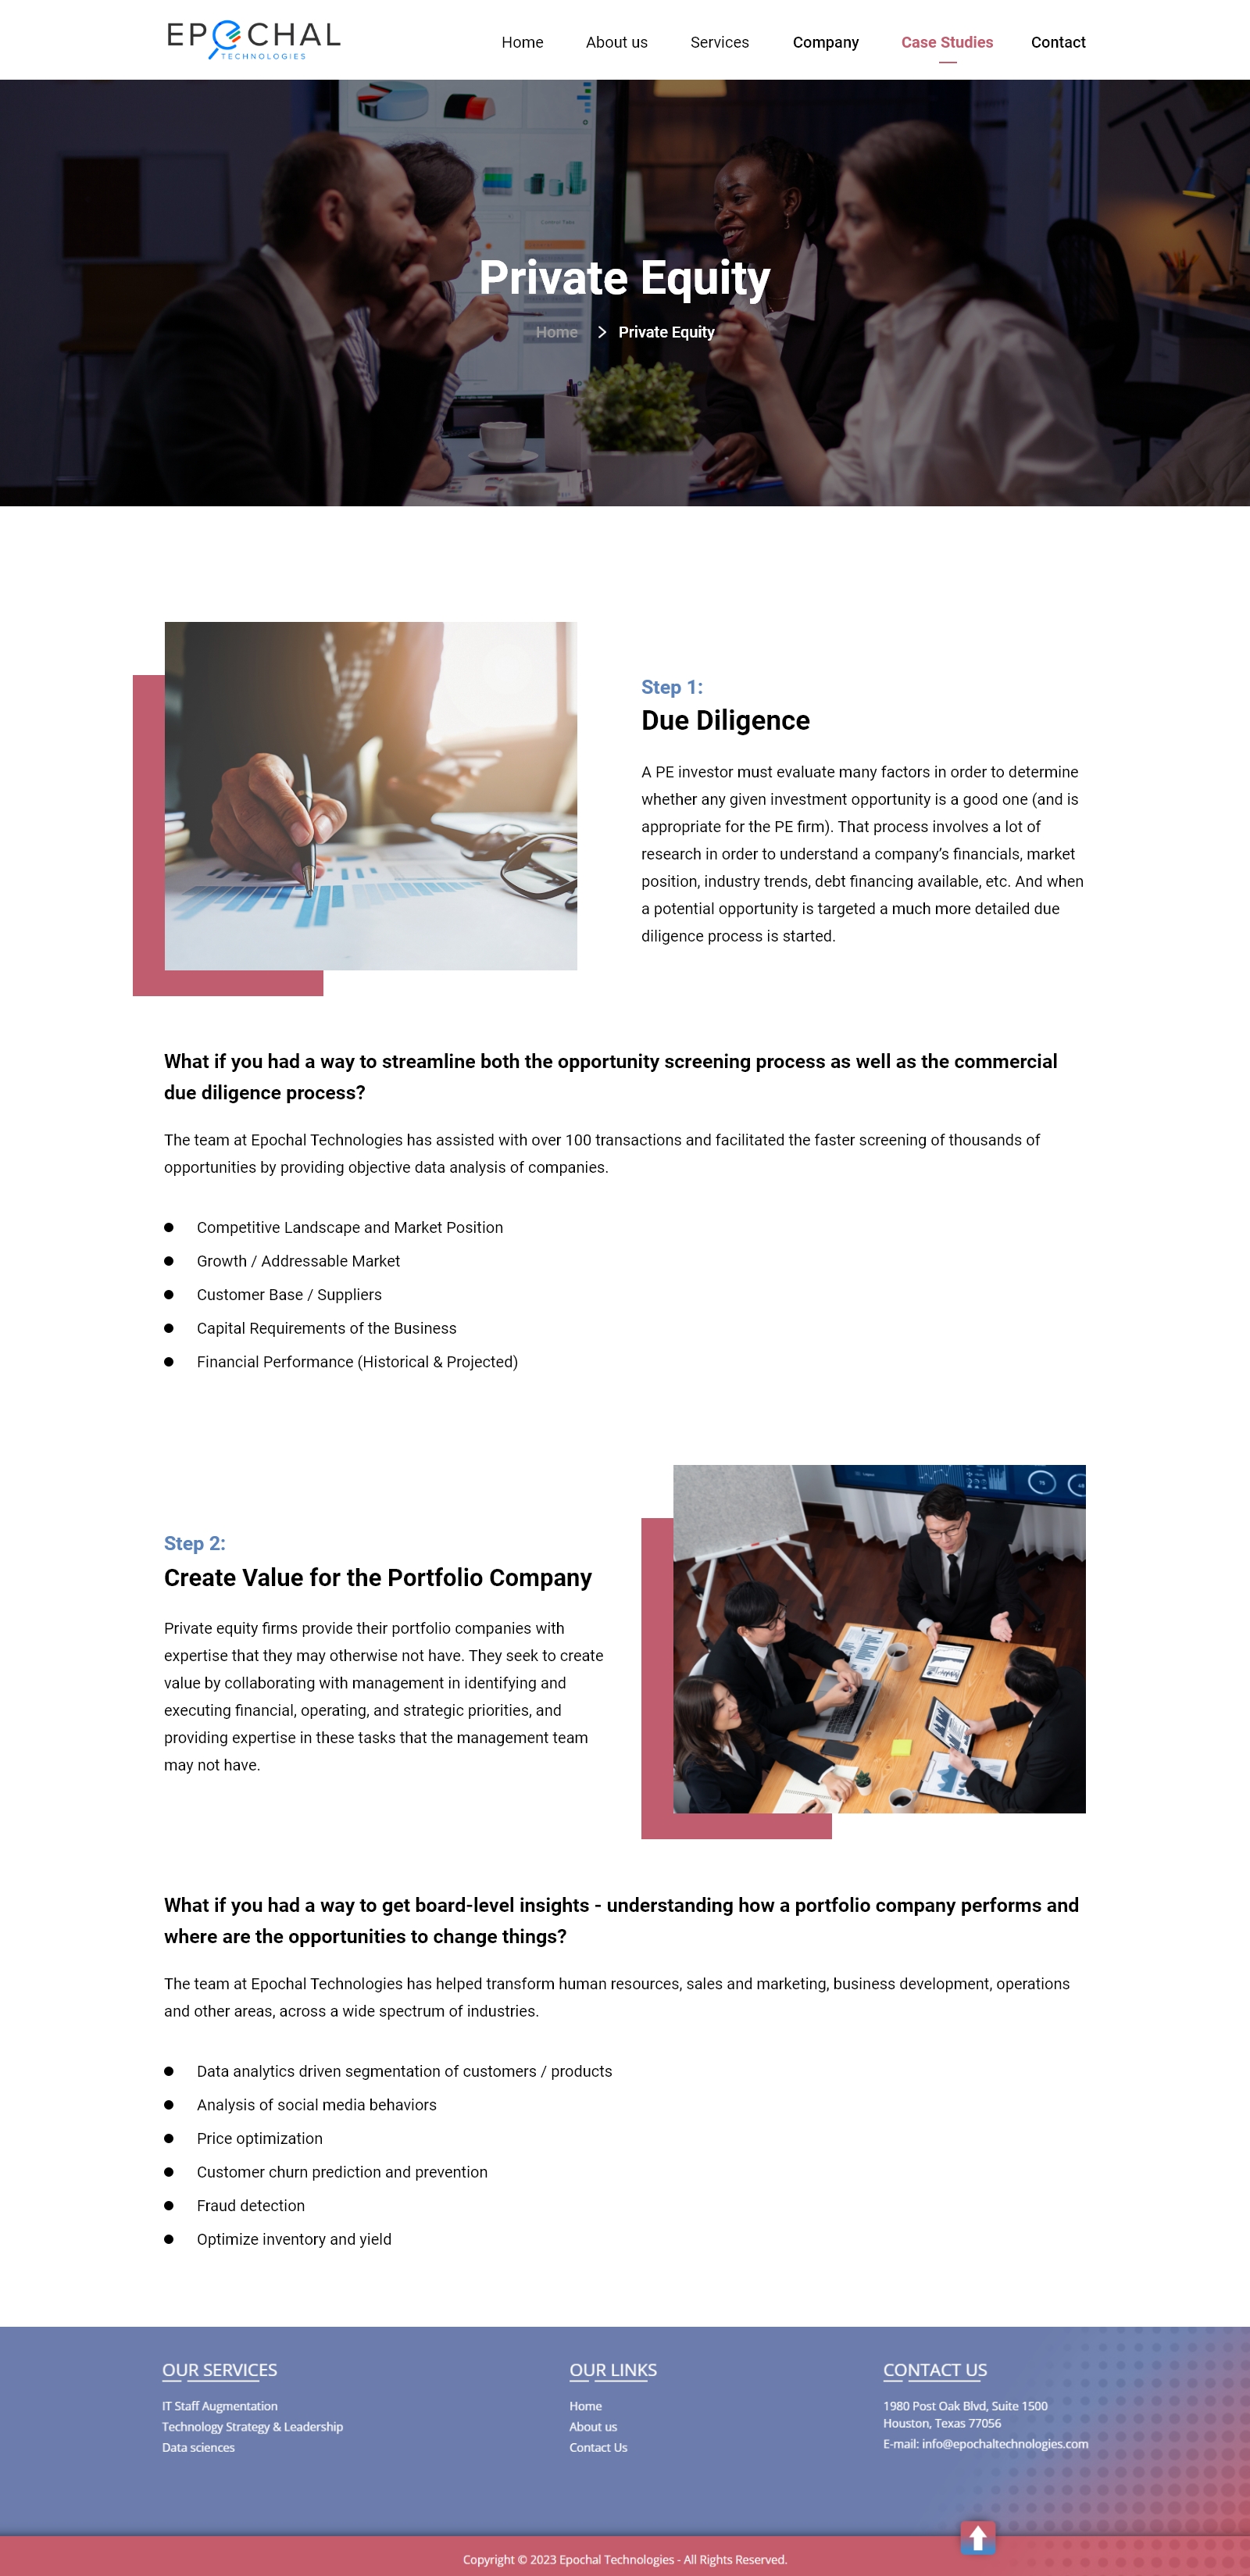 EPOCHAL
TECHNOLOGIES
Home About us Services Company Case Studies Contact
Private Equity
Home > Private Equity
Step 1:
Due Diligence
A PE investor must evaluate many factors in order to determine
whether any given investment opportunity is a good one (and is
appropriate for the PE firm). That process involves a lot of
research in order to understand a company’s financials, market
position, industry trends, debt financing available, etc. And when
a potential opportunity is targeted a much more detailed due
diligence process is started.
What if you had a way to streamline both the opportunity screening process as well as the commercial
due diligence process?
The team at Epochal Technologies has assisted with over 100 transactions and facilitated the faster screening of thousands of
opportunities by providing objective data analysis of companies.
● Competitive Landscape and Market Position
● Growth / Addressable Market
● Customer Base / Suppliers
● Capital Requirements of the Business
● Financial Performance (Historical & Projected)
Step 2:
Create Value for the Portfolio Company
Private equity firms provide their portfolio companies with
expertise that they may otherwise not have. They seek to create
value by collaborating with management in identifying and
executing financial, operating, and strategic priorities, and
providing expertise in these tasks that the management team
may not have.
What if you had a way to get board-level insights - understanding how a portfolio company performs and
where are the opportunities to change things?
The team at Epochal Technologies has helped transform human resources, sales and marketing, business development, operations
and other areas, across a wide spectrum of industries.
● Data analytics driven segmentation of customers / products
● Analysis of social media behaviors
● Price optimization
● Customer churn prediction and prevention
● Fraud detection
● Optimize inventory and yield
OUR SERVICES
IT Staff Augmentation
Technology Strategy & Leadership
Data sciences
OUR LINKS
Home
About us
Contact Us
CONTACT US
1980 Post Oak Blvd, Suite 1500
Houston, Texas 77056
E-mail: info@epochaltechnologies.com
Copyright © 2023 Epochal Technologies - All Rights Reserved.